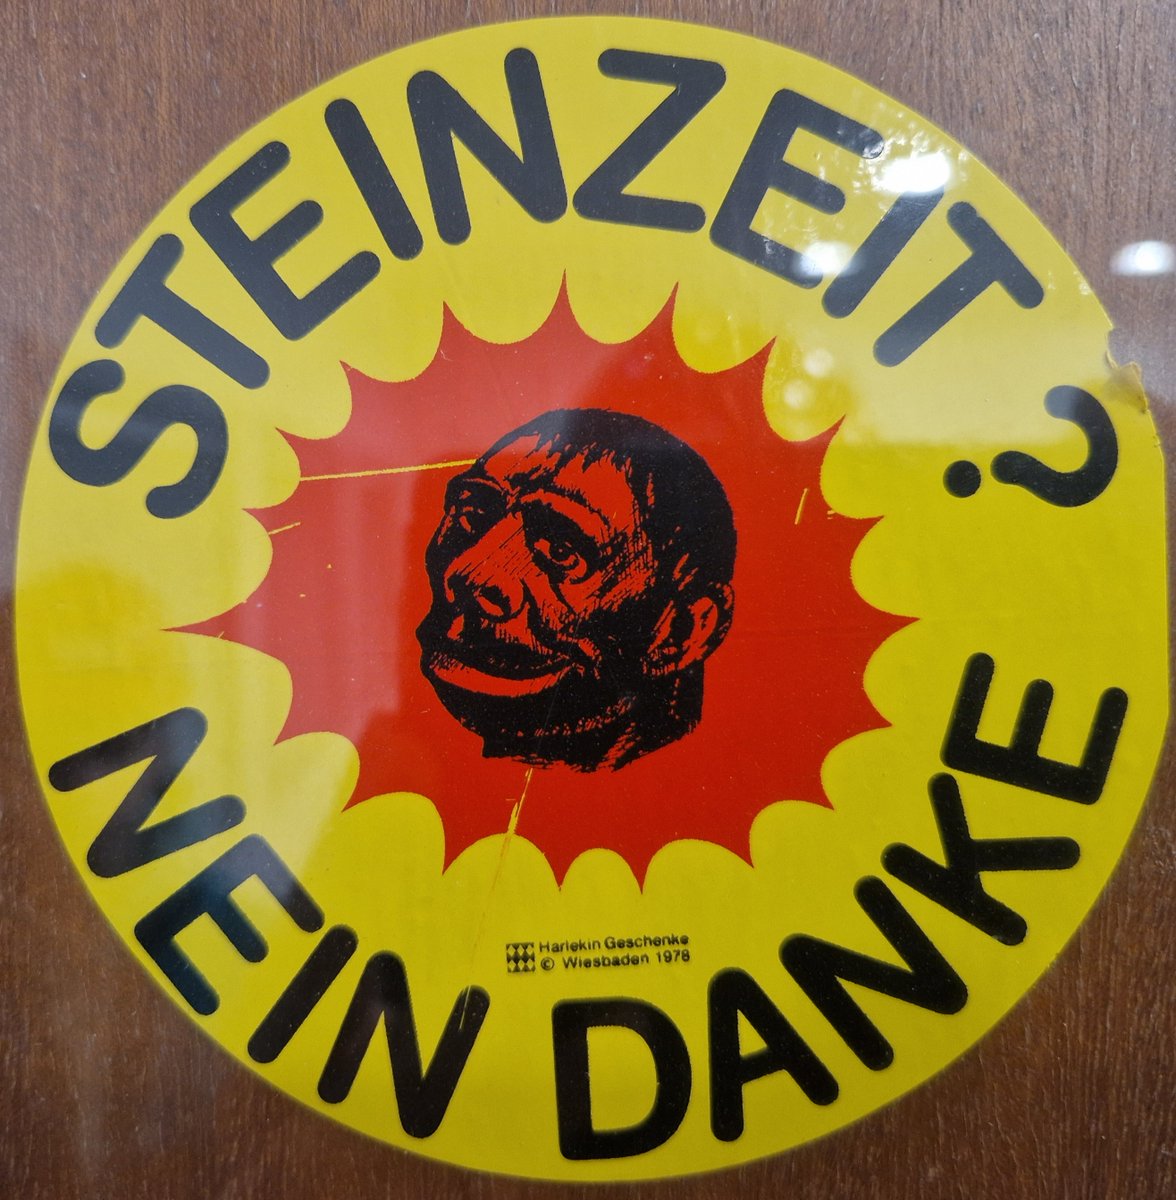 STEINZEIT?
NEIN DANKE
Harlekin Geschenke
© Wiesbaden 1978